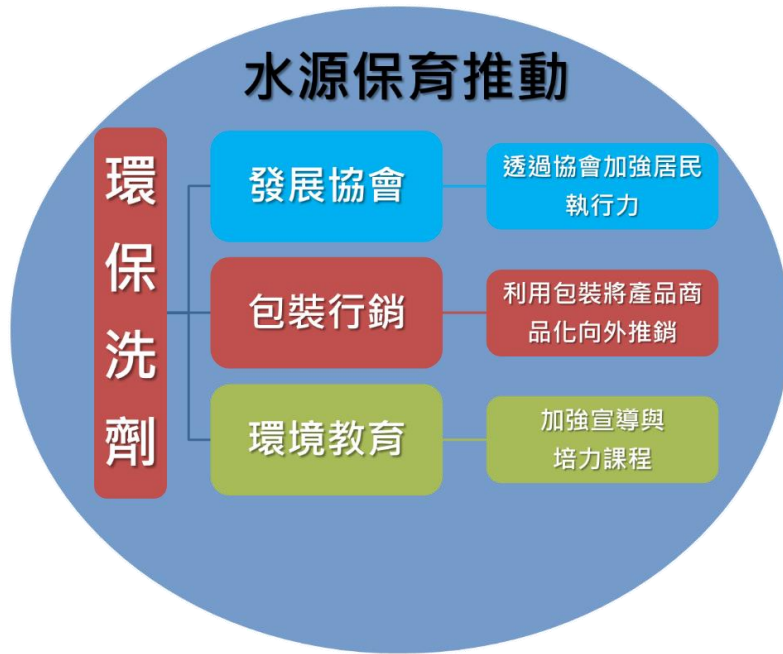 水源保育推動
環保洗劑
發展協會
透過協會加強居民
執行力
包裝行銷
利用包裝將產品商
品化向外推銷
環境教育
加強宣導與
培力課程